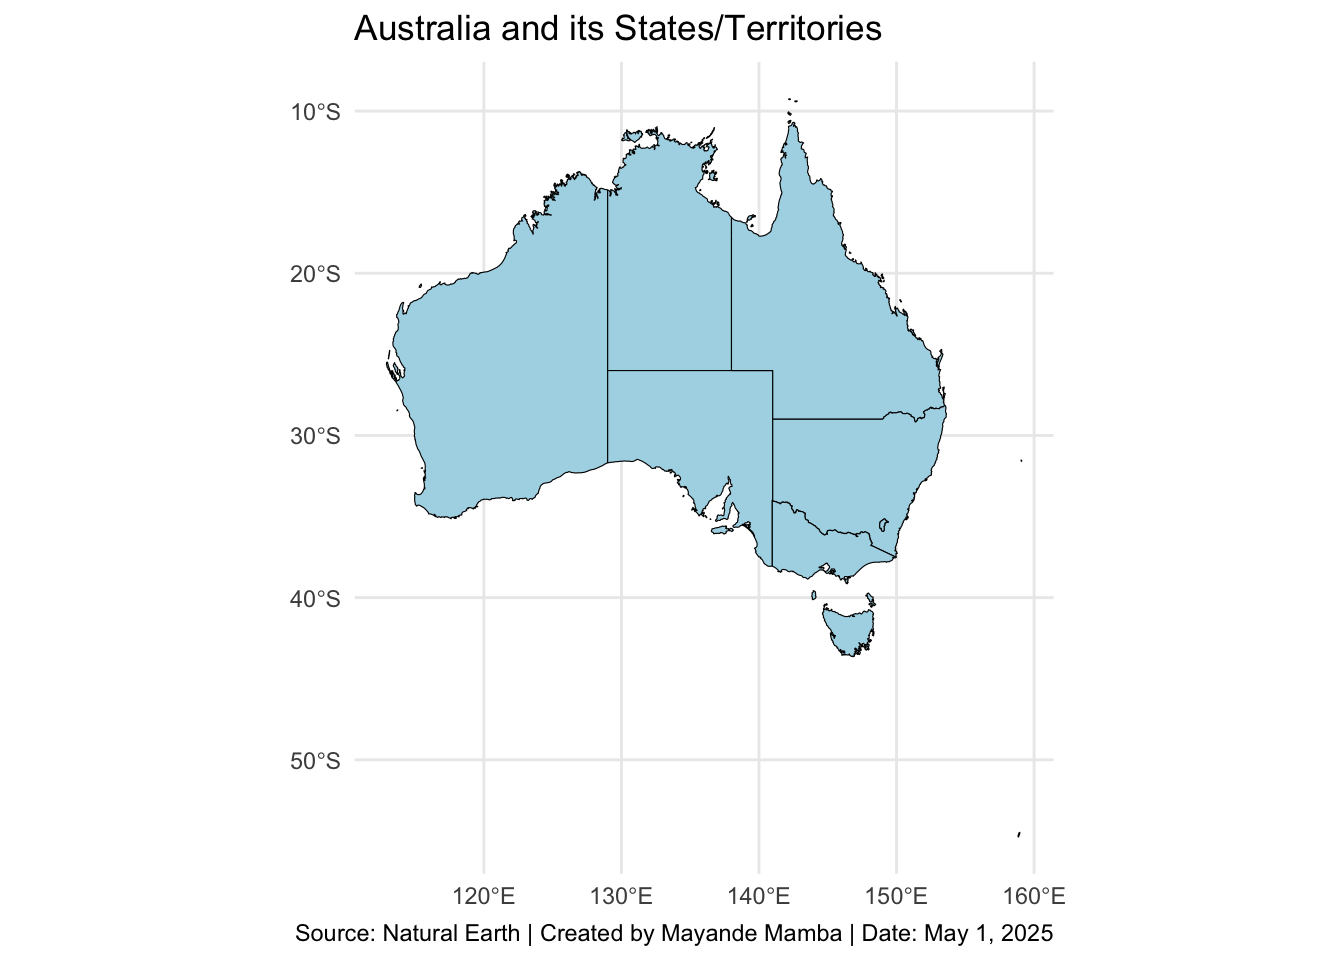 Australia and its States/Territories
10°S
20°S
30°S
40°S
50°S
120°E
130°E
140°E
150°E
160°E
Source: Natural Earth | Created by Mayande Mamba | Date: May 1, 2025